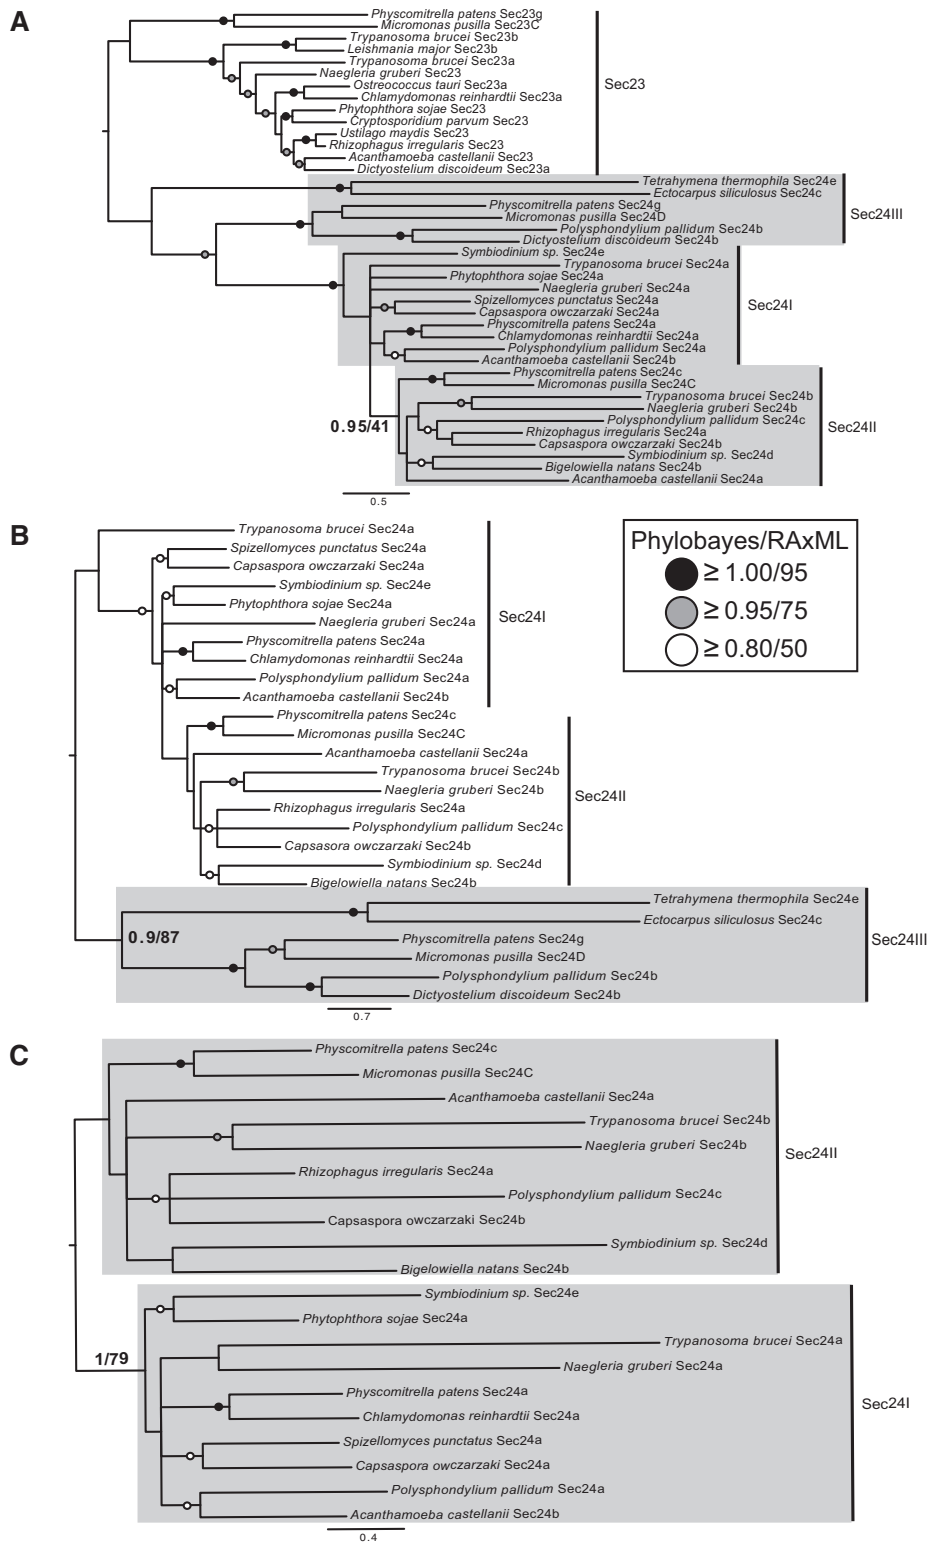 A
Physcomitrella patens Sec23g
Micromonas pusilla Sec23C
Trypanosoma brucei Sec23b
Leishmania major Sec23b
Trypanosoma brucei Sec23a
Naegleria gruberi Sec23
Ostreococcus tauri Sec23a
Chlamydomonas reinhardtii Sec23a
Phytophthora sojae Sec23
Cryptosporidium parvum Sec23
Ustilago maydis Sec23
Rhizophagus irregularis Sec23
Acanthamoeba castellanii Sec23
Dictyostelium discoideum Sec23a
Sec23
Tetrahymena thermophila Sec24e
Ectocarpus siliculosus Sec24c
Physcomitrella patens Sec24g
Micromonas pusilla Sec24D
Polysphondylium pallidum Sec24b
Dictyostelium discoideum Sec24b
Sec24III
Symbiodinium sp. Sec24e
Trypanosoma brucei Sec24a
Phytophthora sojae Sec24a
Naegleria gruberi Sec24a
Spizellomyces punctatus Sec24a
Capsaspora owczarzaki Sec24a
Physcomitrella patens Sec24a
Chlamydomonas reinhardtii Sec24a
Polysphondylium pallidum Sec24a
Acanthamoeba castellanii Sec24b
Sec24I
Physcomitrella patens Sec24c
Micromonas pusilla Sec24C
Trypanosoma brucei Sec24b
Naegleria gruberi Sec24b
Polysphondylium pallidum Sec24c
Rhizophagus irregularis Sec24a
Capsaspora owczarzaki Sec24b
Symbiodinium sp. Sec24d
Bigelowiella natans Sec24b
Acanthamoeba castellanii Sec24a
Sec24II
0.95/41
0.5
B
Trypanosoma brucei Sec24a
Spizellomyces punctatus Sec24a
Capsaspora owczarzaki Sec24a
Symbiodinium sp. Sec24e
Phytophthora sojae Sec24a
Naegleria gruberi Sec24a
Physcomitrella patens Sec24a
Chlamydomonas reinhardtii Sec24a
Polysphondylium pallidum Sec24a
Acanthamoeba castellanii Sec24b
Sec24I
Phylobayes/RAxML
≥ 1.00/95
≥ 0.95/75
≥ 0.80/50
Physcomitrella patens Sec24c
Micromonas pusilla Sec24C
Acanthamoeba castellanii Sec24a
Trypanosoma brucei Sec24b
Naegleria gruberi Sec24b
Rhizophagus irregularis Sec24a
Polysphondylium pallidum Sec24c
Capsasora owczarzaki Sec24b
Symbiodinium sp. Sec24d
Bigelowiella natans Sec24b
Sec24II
Tetrahymena thermophila Sec24e
Ectocarpus siliculosus Sec24c
Physcomitrella patens Sec24g
Micromonas pusilla Sec24D
Polysphondylium pallidum Sec24b
Dictyostelium discoideum Sec24b
Sec24III
0.9/87
0.7
C
Physcomitrella patens Sec24c
Micromonas pusilla Sec24C
Acanthamoeba castellanii Sec24a
Trypanosoma brucei Sec24b
Naegleria gruberi Sec24b
Rhizophagus irregularis Sec24a
Polysphondylium pallidum Sec24c
Capsaspora owczarzaki Sec24b
Symbiodinium sp. Sec24d
Bigelowiella natans Sec24b
Sec24II
Symbiodinium sp. Sec24e
Phytophthora sojae Sec24a
Trypanosoma brucei Sec24a
Naegleria gruberi Sec24a
Physcomitrella patens Sec24a
Chlamydomonas reinhardtii Sec24a
Spizellomyces punctatus Sec24a
Capsaspora owczarzaki Sec24a
Polysphondylium pallidum Sec24a
Acanthamoeba castellanii Sec24b
Sec24I
1/79
0.4